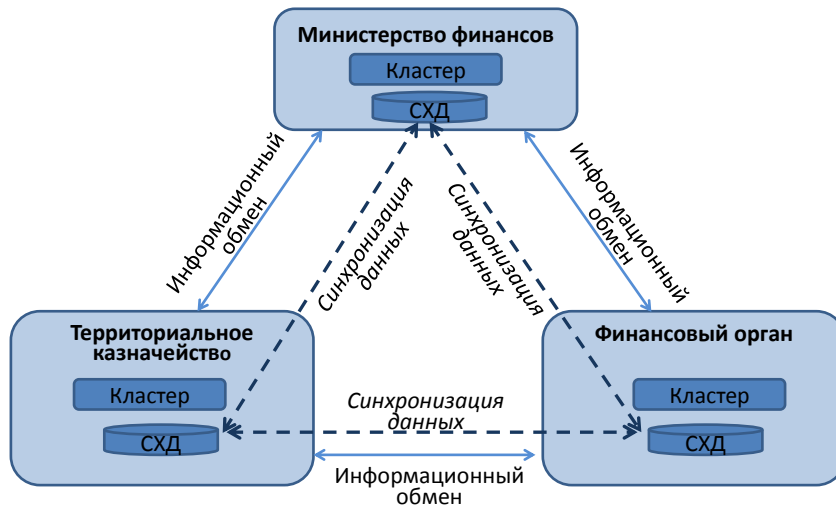 Министерство финансов
Кластер
СХД
Информационный
обмен
Синхронизация
данных
Синхронизация
данных
Информационный
обмен
Территориальное
казначейство
Кластер
СХД
Финансовый орган
Кластер
СХД
Синхронизация
данных
Информационный
обмен